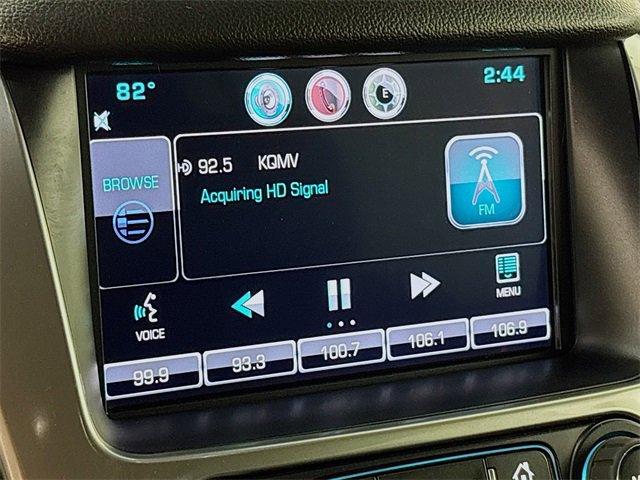 82°
E
2:44
BROWSE
HD 92.5 KQMV
Acquiring HD Signal
FM
VOICE
MENU
99.9
93.3
100.7
106.1
106.9